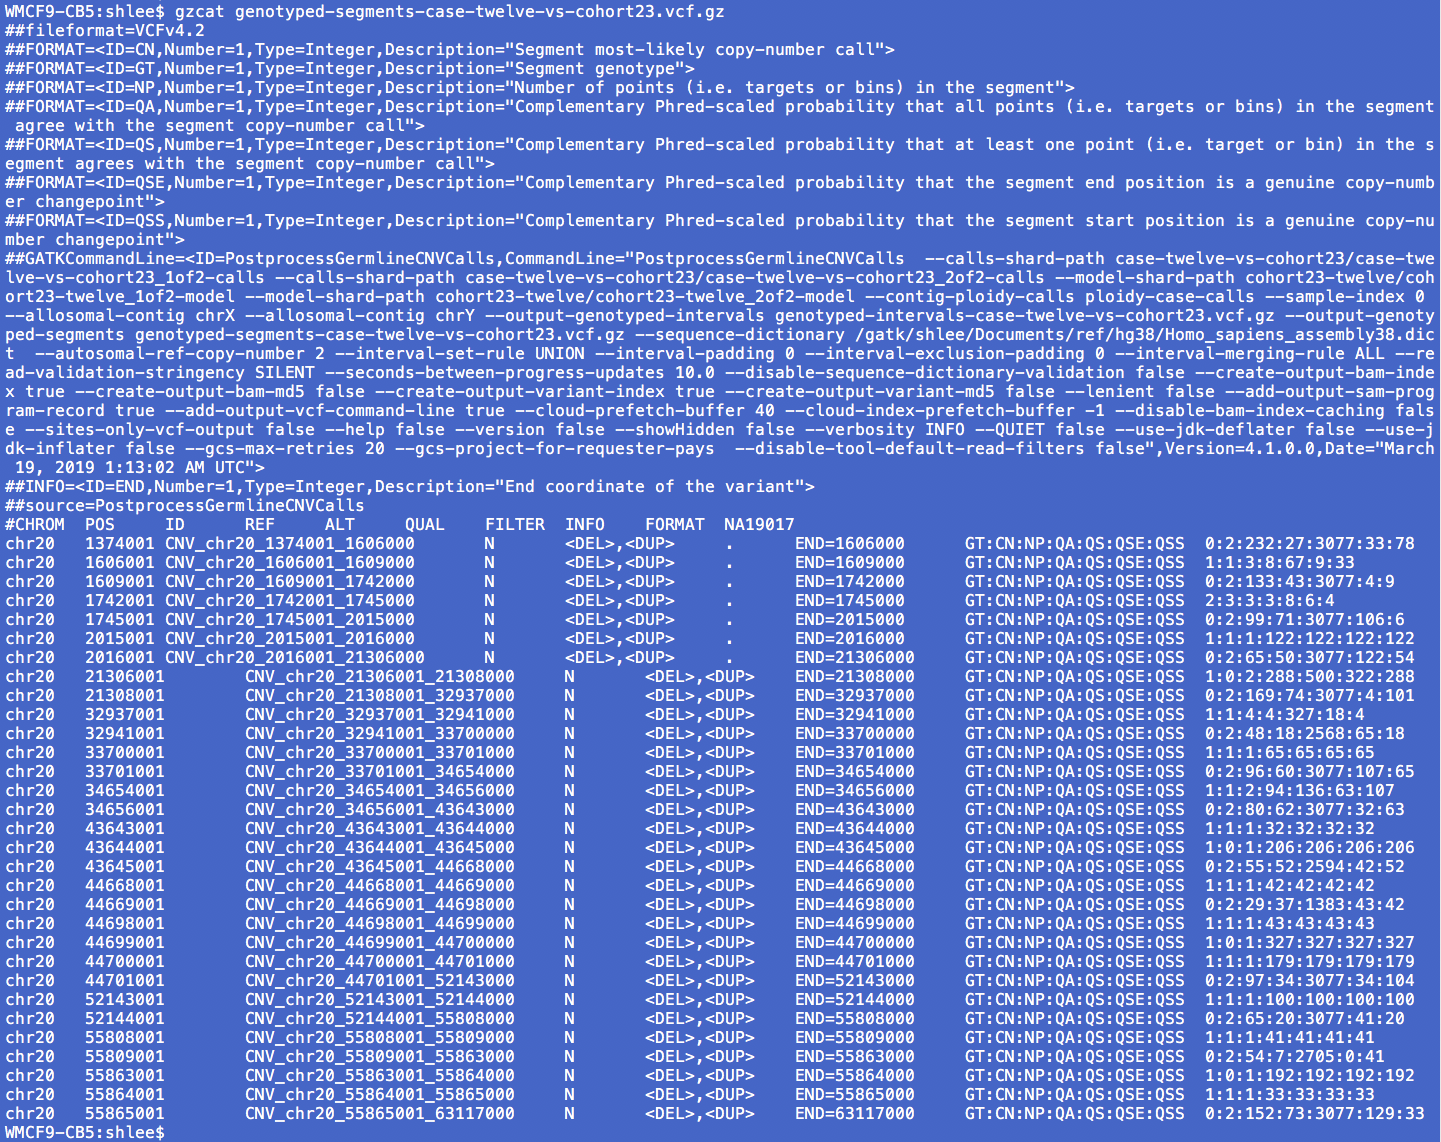 WMCF9-CB5:shlee$ gzcat genotyped-segments-case-twelve-vs-cohort23.vcf.gz
##fileformat=VCFv4.2
##FORMAT=<ID=CN,Number=1,Type=Integer,Description="Segment most-likely copy-number call">
##FORMAT=<ID=GT,Number=1,Type=Integer,Description="Segment genotype">
##FORMAT=<ID=NP,Number=1,Type=Integer,Description="Number of points (i.e. targets or bins) in the segment">
##FORMAT=<ID=QA,Number=1,Type=Integer,Description="Complementary Phred-scaled probability that all points (i.e. targets or bins) in the segment
 agree with the segment copy-number call">
##FORMAT=<ID=QS,Number=1,Type=Integer,Description="Complementary Phred-scaled probability that at least one point (i.e. target or bin) in the s
egment agrees with the segment copy-number call">
##FORMAT=<ID=QSE,Number=1,Type=Integer,Description="Complementary Phred-scaled probability that the segment end position is a genuine copy-numb
er changepoint">
##FORMAT=<ID=QSS,Number=1,Type=Integer,Description="Complementary Phred-scaled probability that the segment start position is a genuine copy-nu
mber changepoint">
##GATKCommandLine=<ID=PostprocessGermlineCNVCalls,CommandLine="PostprocessGermlineCNVCalls  --calls-shard-path case-twelve-vs-cohort23/case-twe
lve-vs-cohort23_1of2-calls --calls-shard-path case-twelve-vs-cohort23/case-twelve-vs-cohort23_2of2-calls --model-shard-path cohort23-twelve/coh
ort23-twelve_1of2-model --model-shard-path cohort23-twelve/cohort23-twelve_2of2-model --contig-ploidy-calls ploidy-case-calls --sample-index 0 
--allosomal-contig chrX --allosomal-contig chrY --output-genotyped-intervals genotyped-intervals-case-twelve-vs-cohort23.vcf.gz --output-genoty
ped-segments genotyped-segments-case-twelve-vs-cohort23.vcf.gz --sequence-dictionary /gatk/shlee/Documents/ref/hg38/Homo_sapiens_assembly38.dic
t  --autosomal-ref-copy-number 2 --interval-set-rule UNION --interval-padding 0 --interval-exclusion-padding 0 --interval-merging-rule ALL --re
ad-validation-stringency SILENT --seconds-between-progress-updates 10.0 --disable-sequence-dictionary-validation false --create-output-bam-inde
x true --create-output-bam-md5 false --create-output-variant-index true --create-output-variant-md5 false --lenient false --add-output-sam-prog
ram-record true --add-output-vcf-command-line true --cloud-prefetch-buffer 40 --cloud-index-prefetch-buffer -1 --disable-bam-index-caching fals
e --sites-only-vcf-output false --help false --version false --showHidden false --verbosity INFO --QUIET false --use-jdk-deflater false --use-j
dk-inflater false --gcs-max-retries 20 --gcs-project-for-requester-pays  --disable-tool-default-read-filters false",Version=4.1.0.0,Date="March
 19, 2019 1:13:02 AM UTC">
##INFO=<ID=END,Number=1,Type=Integer,Description="End coordinate of the variant">
##source=PostprocessGermlineCNVCalls
#CHROM POS ID REF ALT QUAL FILTER INFO FORMAT NA19017
chr20 1374001 CNV_chr20_1374001_1606000 N <DEL>,<DUP> . END=1606000 GT:CN:NP:QA:QS:QSE:QSS 0:2:232:27:3077:33:78
chr20 1606001 CNV_chr20_1606001_1609000 N <DEL>,<DUP> . END=1609000 GT:CN:NP:QA:QS:QSE:QSS 1:1:3:8:67:9:33
chr20 1609001 CNV_chr20_1609001_1742000 N <DEL>,<DUP> . END=1742000 GT:CN:NP:QA:QS:QSE:QSS 0:2:133:43:3077:4:9
chr20 1742001 CNV_chr20_1742001_1745000 N <DEL>,<DUP> . END=1745000 GT:CN:NP:QA:QS:QSE:QSS 2:3:3:3:8:6:4
chr20 1745001 CNV_chr20_1745001_2015000 N <DEL>,<DUP> . END=2015000 GT:CN:NP:QA:QS:QSE:QSS 0:2:99:71:3077:106:6
chr20 2015001 CNV_chr20_2015001_2016000 N <DEL>,<DUP> . END=2016000 GT:CN:NP:QA:QS:QSE:QSS 1:1:1:122:122:122:122
chr20 2016001 CNV_chr20_2016001_21306000 N <DEL>,<DUP> . END=21306000 GT:CN:NP:QA:QS:QSE:QSS 0:2:65:50:3077:122:54
chr20 21306001 CNV_chr20_21306001_21308000 N <DEL>,<DUP> END=21308000 GT:CN:NP:QA:QS:QSE:QSS 1:0:2:288:500:322:288
chr20 21308001 CNV_chr20_21308001_32937000 N <DEL>,<DUP> END=32937000 GT:CN:NP:QA:QS:QSE:QSS 0:2:169:74:3077:4:101
chr20 32937001 CNV_chr20_32937001_32941000 N <DEL>,<DUP> END=32941000 GT:CN:NP:QA:QS:QSE:QSS 1:1:4:4:327:18:4
chr20 32941001 CNV_chr20_32941001_33700000 N <DEL>,<DUP> END=33700000 GT:CN:NP:QA:QS:QSE:QSS 0:2:48:18:2568:65:18
chr20 33700001 CNV_chr20_33700001_33701000 N <DEL>,<DUP> END=33701000 GT:CN:NP:QA:QS:QSE:QSS 1:1:1:65:65:65:65
chr20 33701001 CNV_chr20_33701001_34654000 N <DEL>,<DUP> END=34654000 GT:CN:NP:QA:QS:QSE:QSS 0:2:96:60:3077:107:65
chr20 34654001 CNV_chr20_34654001_34656000 N <DEL>,<DUP> END=34656000 GT:CN:NP:QA:QS:QSE:QSS 1:1:2:94:136:63:107
chr20 34656001 CNV_chr20_34656001_43643000 N <DEL>,<DUP> END=43643000 GT:CN:NP:QA:QS:QSE:QSS 0:2:80:62:3077:32:63
chr20 43643001 CNV_chr20_43643001_43644000 N <DEL>,<DUP> END=43644000 GT:CN:NP:QA:QS:QSE:QSS 1:1:1:32:32:32:32
chr20 43644001 CNV_chr20_43644001_43645000 N <DEL>,<DUP> END=43645000 GT:CN:NP:QA:QS:QSE:QSS 1:0:1:206:206:206:206
chr20 43645001 CNV_chr20_43645001_44668000 N <DEL>,<DUP> END=44668000 GT:CN:NP:QA:QS:QSE:QSS 0:2:55:52:2594:42:52
chr20 44668001 CNV_chr20_44668001_44669000 N <DEL>,<DUP> END=44669000 GT:CN:NP:QA:QS:QSE:QSS 1:1:1:42:42:42:42
chr20 44669001 CNV_chr20_44669001_44698000 N <DEL>,<DUP> END=44698000 GT:CN:NP:QA:QS:QSE:QSS 0:2:29:37:1383:43:42
chr20 44698001 CNV_chr20_44698001_44699000 N <DEL>,<DUP> END=44699000 GT:CN:NP:QA:QS:QSE:QSS 1:1:1:43:43:43:43
chr20 44699001 CNV_chr20_44699001_44700000 N <DEL>,<DUP> END=44700000 GT:CN:NP:QA:QS:QSE:QSS 1:0:1:327:327:327:327
chr20 44700001 CNV_chr20_44700001_44701000 N <DEL>,<DUP> END=44701000 GT:CN:NP:QA:QS:QSE:QSS 1:1:1:179:179:179:179
chr20 44701001 CNV_chr20_44701001_52143000 N <DEL>,<DUP> END=52143000 GT:CN:NP:QA:QS:QSE:QSS 0:2:97:34:3077:34:104
chr20 52143001 CNV_chr20_52143001_52144000 N <DEL>,<DUP> END=52144000 GT:CN:NP:QA:QS:QSE:QSS 1:1:1:100:100:100:100
chr20 52144001 CNV_chr20_52144001_55808000 N <DEL>,<DUP> END=55808000 GT:CN:NP:QA:QS:QSE:QSS 0:2:65:20:3077:41:20
chr20 55808001 CNV_chr20_55808001_55809000 N <DEL>,<DUP> END=55809000 GT:CN:NP:QA:QS:QSE:QSS 1:1:1:41:41:41:41
chr20 55809001 CNV_chr20_55809001_55863000 N <DEL>,<DUP> END=55863000 GT:CN:NP:QA:QS:QSE:QSS 0:2:54:7:2705:0:41
chr20 55863001 CNV_chr20_55863001_55864000 N <DEL>,<DUP> END=55864000 GT:CN:NP:QA:QS:QSE:QSS 1:0:1:192:192:192:192
chr20 55864001 CNV_chr20_55864001_55865000 N <DEL>,<DUP> END=55865000 GT:CN:NP:QA:QS:QSE:QSS 1:1:1:33:33:33:33
chr20 55865001 CNV_chr20_55865001_63117000 N <DEL>,<DUP> END=63117000 GT:CN:NP:QA:QS:QSE:QSS 0:2:152:73:3077:129:33
WMCF9-CB5:shlee$